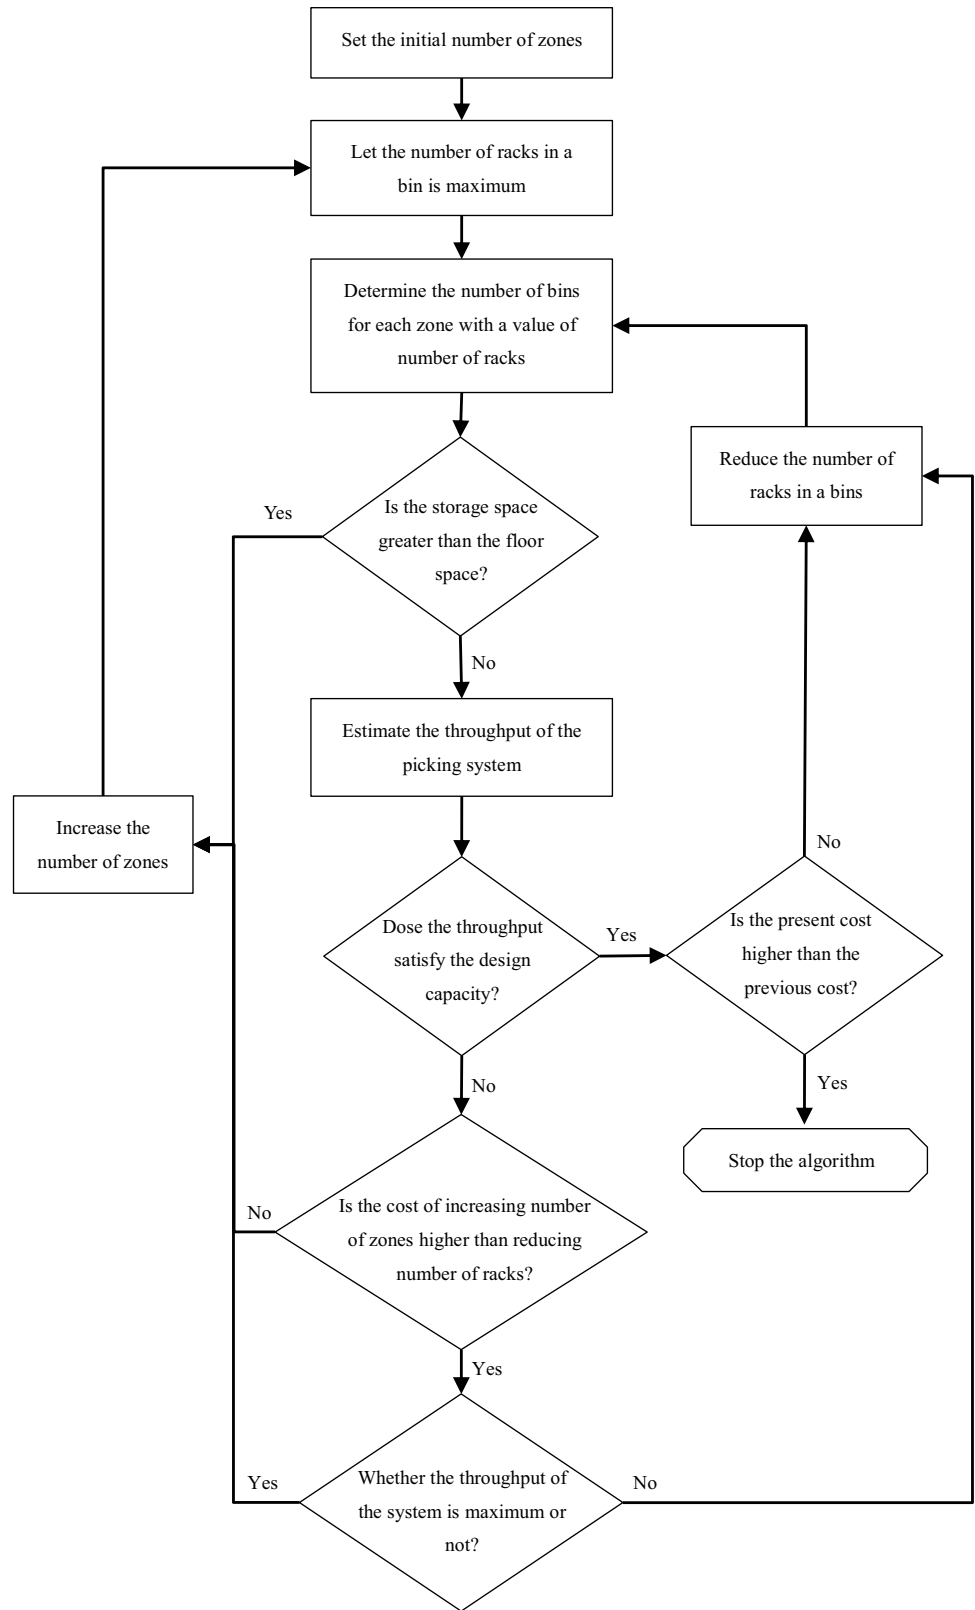 Set the initial number of zones
Let the number of racks in a
bin is maximum
Determine the number of bins
for each zone with a value of
number of racks
Reduce the number of
racks in a bins
Yes
Is the storage space
greater than the floor
space?
No
Estimate the throughput of the
picking system
Increase the
number of zones
No
Dose the throughput
satisfy the design
capacity?
Yes
Is the present cost
higher than the
previous cost?
No
Yes
Stop the algorithm
No
Is the cost of increasing number
of zones higher than reducing
number of racks?
Yes
Yes
Whether the throughput of
the system is maximum or
not?
No